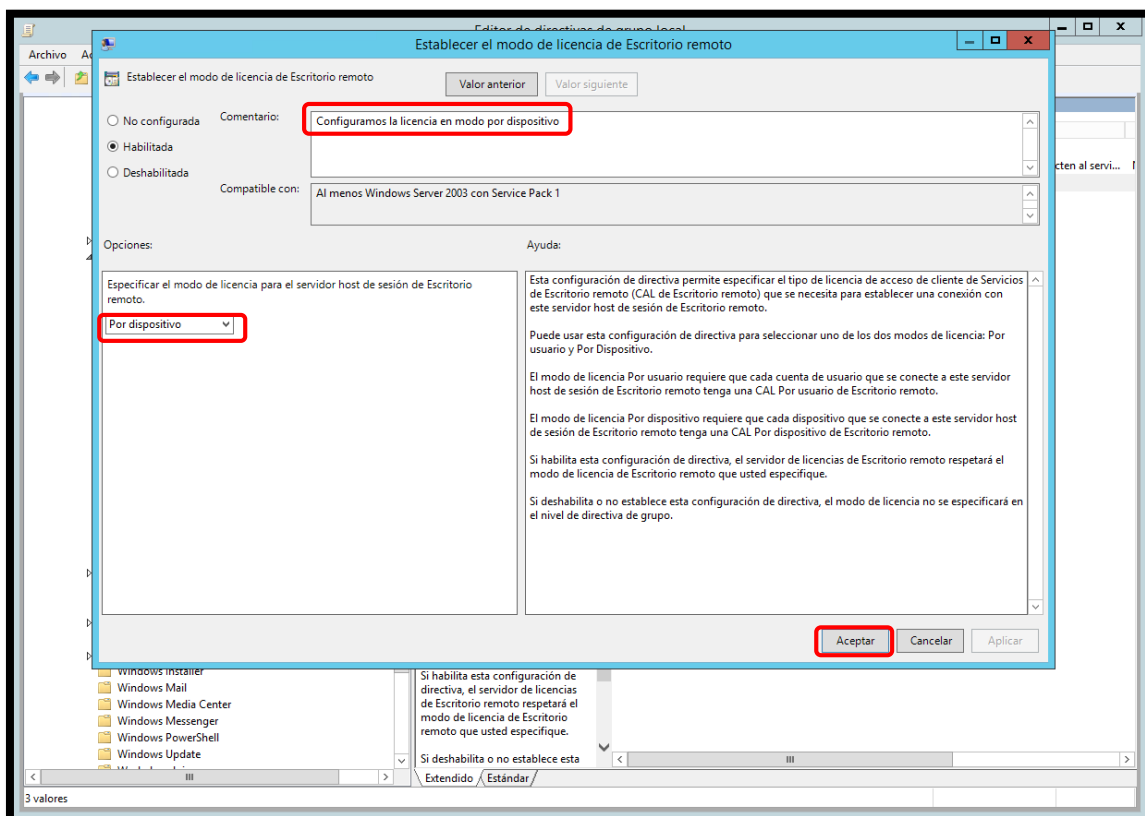 Editor de directivas de grupo local
Establecer el modo de licencia de Escritorio remoto
Archivo
Establecer el modo de licencia de Escritorio remoto
Valor anterior
Valor siguiente
No configurada
Habilitada
Deshabilitada
Comentario:
Configuramos la licencia en modo por dispositivo
Compatible con:
Al menos Windows Server 2003 con Service Pack 1
cten al servi...
Opciones:
Ayuda:
Especificar el modo de licencia para el servidor host de sesión de Escritorio
remoto.
Por dispositivo
Esta configuración de directiva permite especificar el tipo de licencia de acceso de cliente de Servicios
de Escritorio remoto (CAL de Escritorio remoto) que se necesita para establecer una conexión con
este servidor host de sesión de Escritorio remoto.
Puede usar esta configuración de directiva para seleccionar uno de los dos modos de licencia: Por
usuario y Por Dispositivo.
El modo de licencia Por usuario requiere que cada cuenta de usuario que se conecte a este servidor
host de sesión de Escritorio remoto tenga una CAL Por usuario de Escritorio remoto.
El modo de licencia Por dispositivo requiere que cada dispositivo que se conecte a este servidor host
de sesión de Escritorio remoto tenga una CAL Por dispositivo de Escritorio remoto.
Si habilita esta configuración de directiva, el servidor de licencias de Escritorio remoto respetará el
modo de licencia de Escritorio remoto que usted especifique.
Si deshabilita o no establece esta configuración de directiva, el modo de licencia no se especificará en
el nivel de directiva de grupo.
Aceptar
Cancelar
Aplicar
Windows Installer
Windows Mail
Windows Media Center
Windows Messenger
Windows PowerShell
Windows Update
Si habilita esta configuración de
directiva, el servidor de licencias
de Escritorio remoto respetará el
modo de licencia de Escritorio
remoto que usted especifique.
Si deshabilita o no establece esta
Extendido
Estándar
3 valores